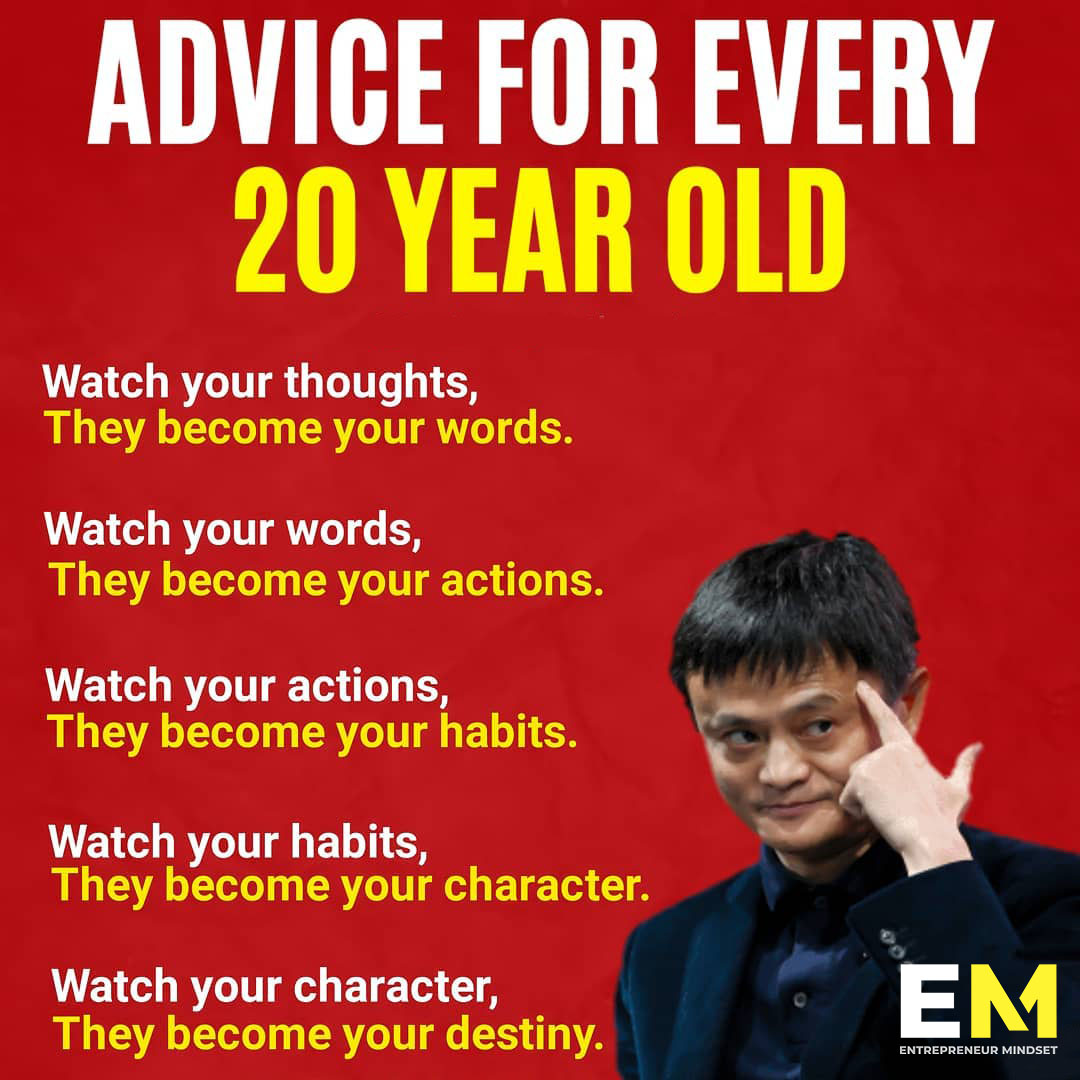 ADVICE FOR EVERY
20 YEAR OLD
Watch your thoughts,
They become your words.
Watch your words,
They become your actions.
Watch your actions,
They become your habits.
Watch your habits,
They become your character.
Watch your character,
They become your destiny.
EM
ENTREPRENEUR MINDSET